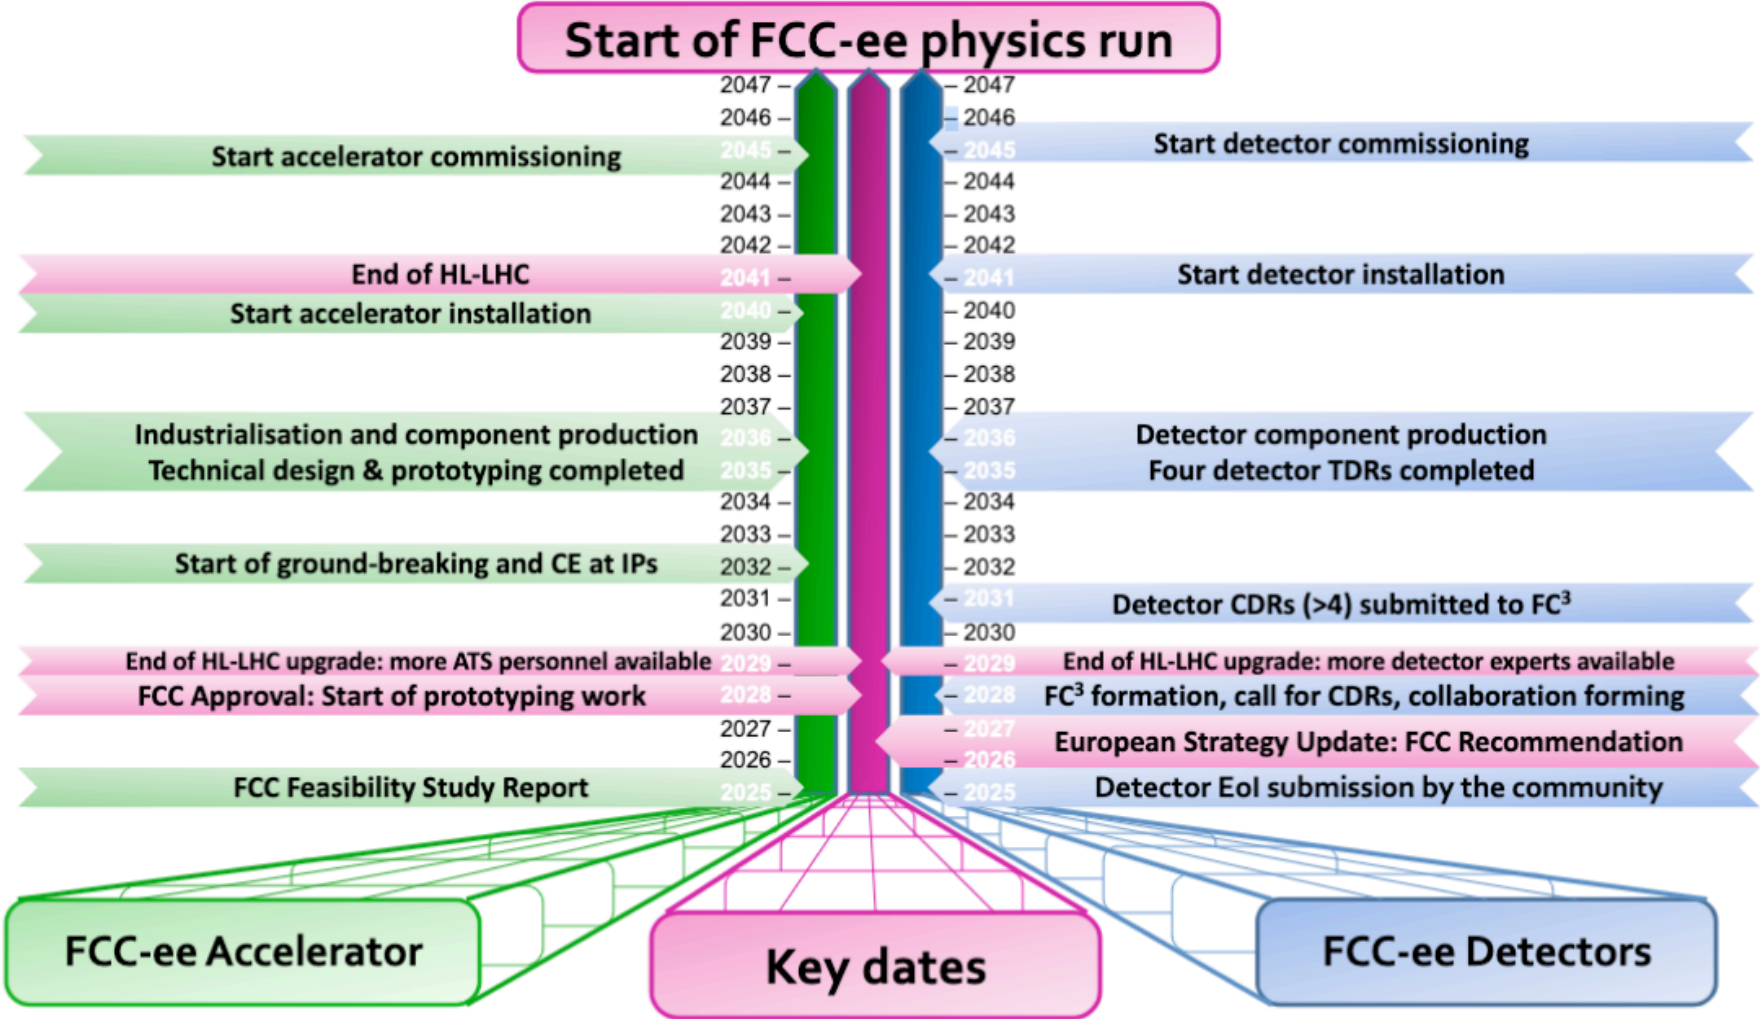 Start of FCC-ee physics run
2047 2047
2046 2046
Start accelerator commissioning 2045 2045 Start detector commissioning
2044 2044
2043 2043
2042 2042
End of HL-LHC 2041 2041 Start detector installation
Start accelerator installation 2040 2040
2039 2039
2038 2038
2037 2037
Industrialisation and component production 2036 2036 Detector component production
Technical design & prototyping completed 2035 2035 Four detector TDRs completed
2034 2034
2033 2033
Start of ground-breaking and CE at IPs 2032 2032
2031 2031 Detector CDRs (>4) submitted to FC³
2030 2030
End of HL-LHC upgrade: more ATS personnel available 2029 2029 End of HL-LHC upgrade: more detector experts available
FCC Approval: Start of prototyping work 2028 2028 FC³ formation, call for CDRs, collaboration forming
2027 2027
European Strategy Update: FCC Recommendation
2026 2026
FCC Feasibility Study Report 2025 2025 Detector EoI submission by the community
FCC-ee Accelerator
Key dates
FCC-ee Detectors